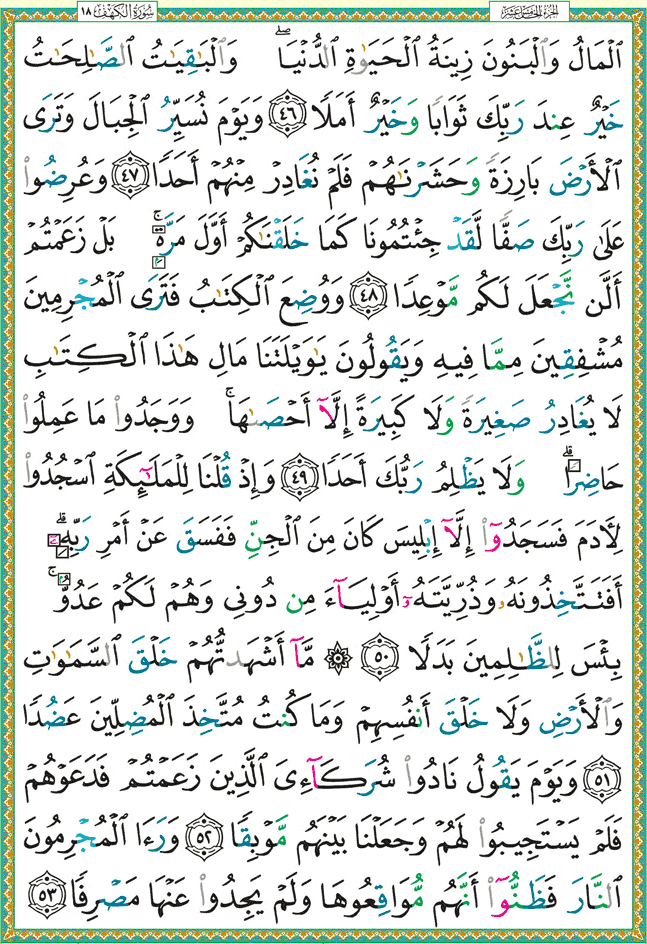 الجزء الخامس عشر
سورة الكهف ١٨
ٱلْمَالُ وَٱلْبَنُونَ زِينَةُ ٱلْحَيَوٰةِ ٱلدُّنْيَا ۖ وَٱلْبَٰقِيَٰتُ ٱلصَّٰلِحَٰتُ
خَيْرٌ عِندَ رَبِّكَ ثَوَابًا وَخَيْرٌ أَمَلًا ٤٦ وَيَوْمَ نُسَيِّرُ ٱلْجِبَالَ وَتَرَى
ٱلْأَرْضَ بَارِزَةً وَحَشَرْنَٰهُمْ فَلَمْ نُغَادِرْ مِنْهُمْ أَحَدًا ٤٧ وَعُرِضُوا۟
عَلَىٰ رَبِّكَ صَفًّا لَّقَدْ جِئْتُمُونَا كَمَا خَلَقْنَٰكُمْ أَوَّلَ مَرَّةٍۭ ۚ بَلْ زَعَمْتُمْ
أَلَّن نَّجْعَلَ لَكُم مَّوْعِدًا ٤٨ وَوُضِعَ ٱلْكِتَٰبُ فَتَرَى ٱلْمُجْرِمِينَ
مُشْفِقِينَ مِمَّا فِيهِ وَيَقُولُونَ يَٰوَيْلَتَنَا مَالِ هَٰذَا ٱلْكِتَٰبِ
لَا يُغَادِرُ صَغِيرَةً وَلَا كَبِيرَةً إِلَّآ أَحْصَىٰهَا ۚ وَوَجَدُوا۟ مَا عَمِلُوا۟
حَاضِرًا ۗ وَلَا يَظْلِمُ رَبُّكَ أَحَدًا ٤٩ وَإِذْ قُلْنَا لِلْمَلَٰٓئِكَةِ ٱسْجُدُوا۟
لِـَٔادَمَ فَسَجَدُوٓا۟ إِلَّآ إِبْلِيسَ كَانَ مِنَ ٱلْجِنِّ فَفَسَقَ عَنْ أَمْرِ رَبِّهِۦٓ ۗ
أَفَتَتَّخِذُونَهُۥ وَذُرِّيَّتَهُۥٓ أَوْلِيَآءَ مِن دُونِى وَهُمْ لَكُمْ عَدُوٌّۢ ۚ
بِئْسَ لِلظَّٰلِمِينَ بَدَلًا ٥٠ ۞ مَّآ أَشْهَدتُّهُمْ خَلْقَ ٱلسَّمَٰوَٰتِ
وَٱلْأَرْضِ وَلَا خَلْقَ أَنفُسِهِمْ وَمَا كُنتُ مُتَّخِذَ ٱلْمُضِلِّينَ عَضُدًا
٥١ وَيَوْمَ يَقُولُ نَادُوا۟ شُرَكَآءِىَ ٱلَّذِينَ زَعَمْتُمْ فَدَعَوْهُمْ
فَلَمْ يَسْتَجِيبُوا۟ لَهُمْ وَجَعَلْنَا بَيْنَهُم مَّوْبِقًا ٥٢ وَرَءَا ٱلْمُجْرِمُونَ
ٱلنَّارَ فَظَنُّوٓا۟ أَنَّهُم مُّوَاقِعُوهَا وَلَمْ يَجِدُوا۟ عَنْهَا مَصْرِفًا ٥٣